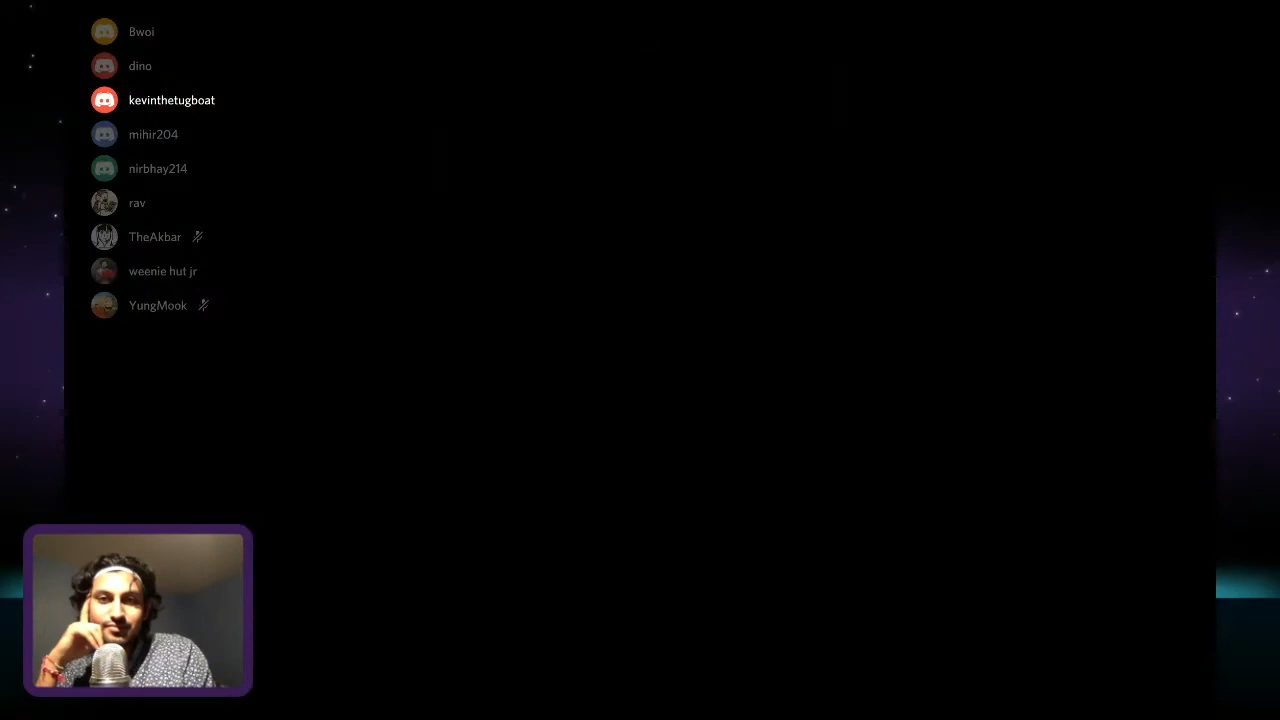 Bwoi
dino
kevinthetugboat
mihir204
nirbhay214
rav
TheAkbar
weenie hut jr
YungMook